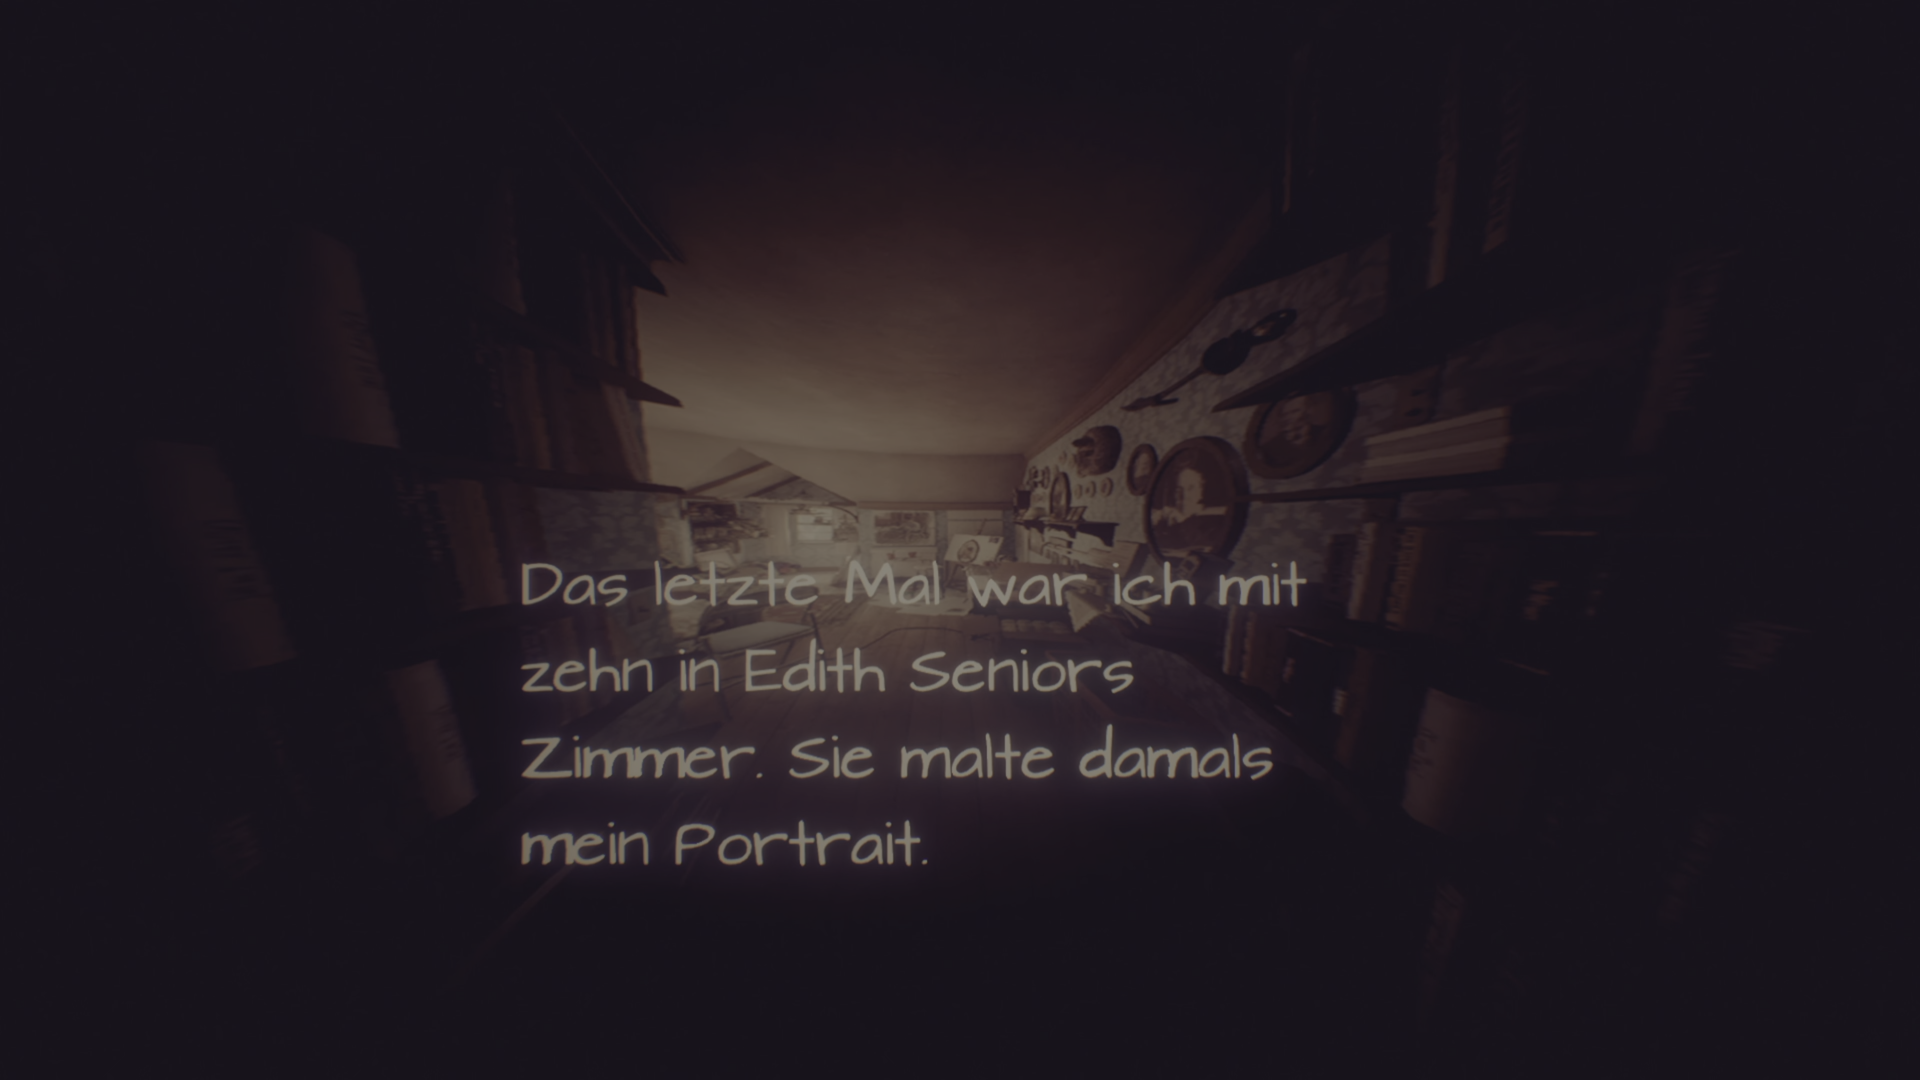 Das letzte Mal war ich mit
zehn in Edith Seniors
Zimmer. Sie malte damals
mein Portrait.